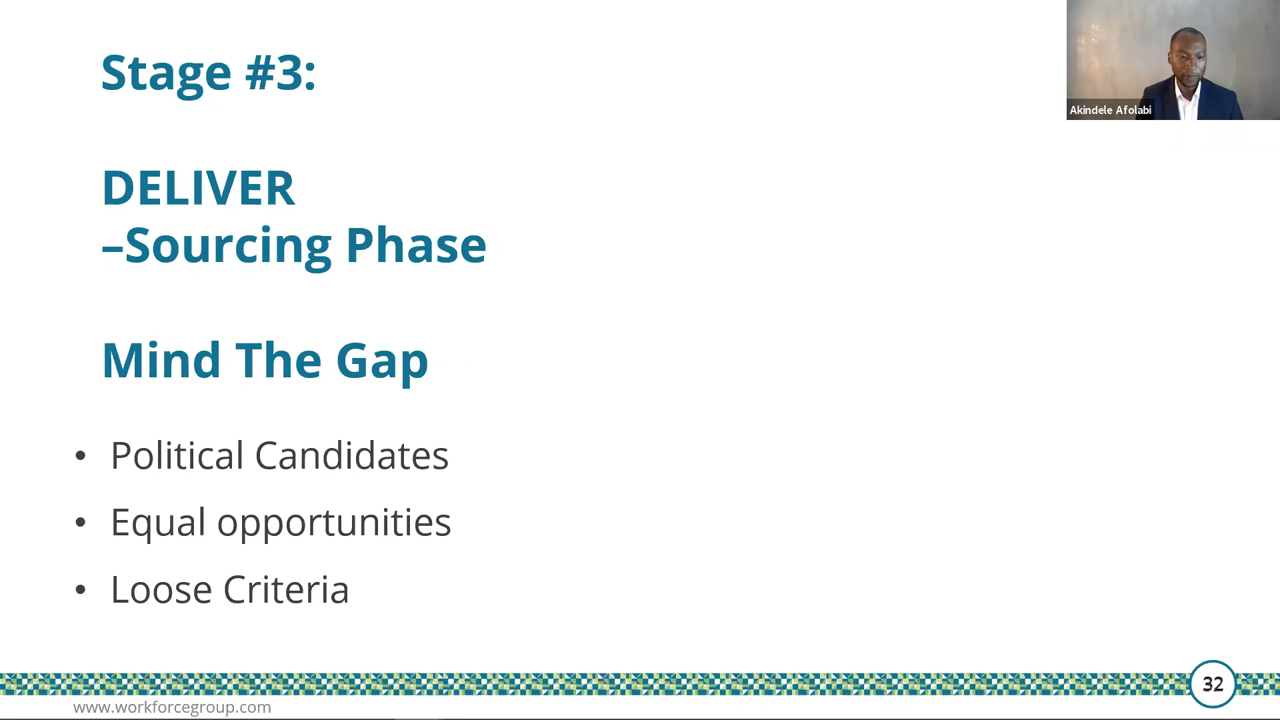 Stage #3:
Akindele Afolabi
DELIVER
–Sourcing Phase
Mind The Gap
• Political Candidates
• Equal opportunities
• Loose Criteria
32
www.workforcegroup.com